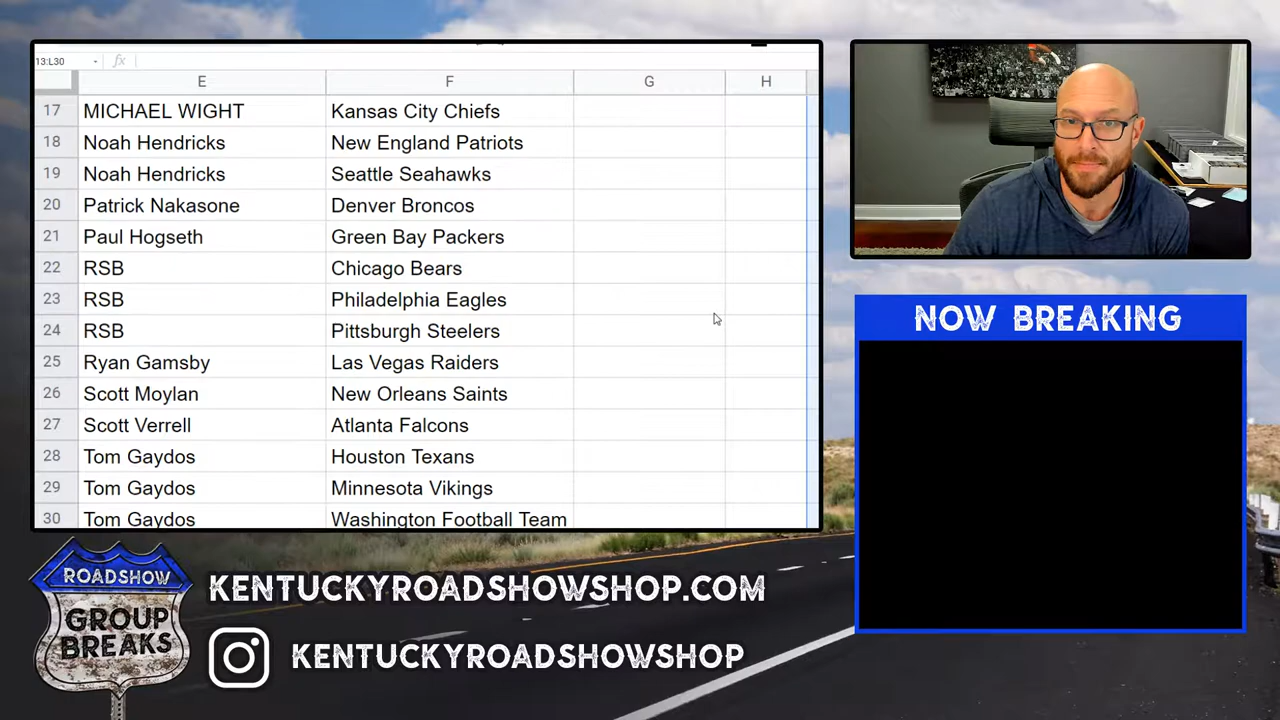 13:L30
fx
E F G H
17 MICHAEL WIGHT Kansas City Chiefs
18 Noah Hendricks New England Patriots
19 Noah Hendricks Seattle Seahawks
20 Patrick Nakasone Denver Broncos
21 Paul Hogseth Green Bay Packers
22 RSB Chicago Bears
23 RSB Philadelphia Eagles
24 RSB Pittsburgh Steelers
25 Ryan Gamsby Las Vegas Raiders
26 Scott Moylan New Orleans Saints
27 Scott Verrell Atlanta Falcons
28 Tom Gaydos Houston Texans
29 Tom Gaydos Minnesota Vikings
30 Tom Gaydos Washington Football Team
NOW BREAKING
ROADSHOW
GROUP
BREAKS
KENTUCKYROADSHOWSHOP.COM
KENTUCKYROADSHOWSHOP